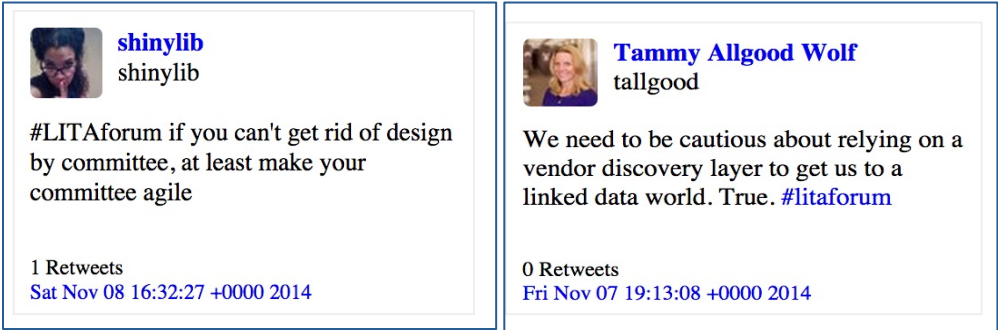 shinylib
shinylib
#LITAforum if you can't get rid of design
by committee, at least make your
committee agile
1 Retweets
Sat Nov 08 16:32:27 +0000 2014
Tammy Allgood Wolf
tallgood
We need to be cautious about relying on a
vendor discovery layer to get us to a
linked data world. True. #litaforum
0 Retweets
Fri Nov 07 19:13:08 +0000 2014